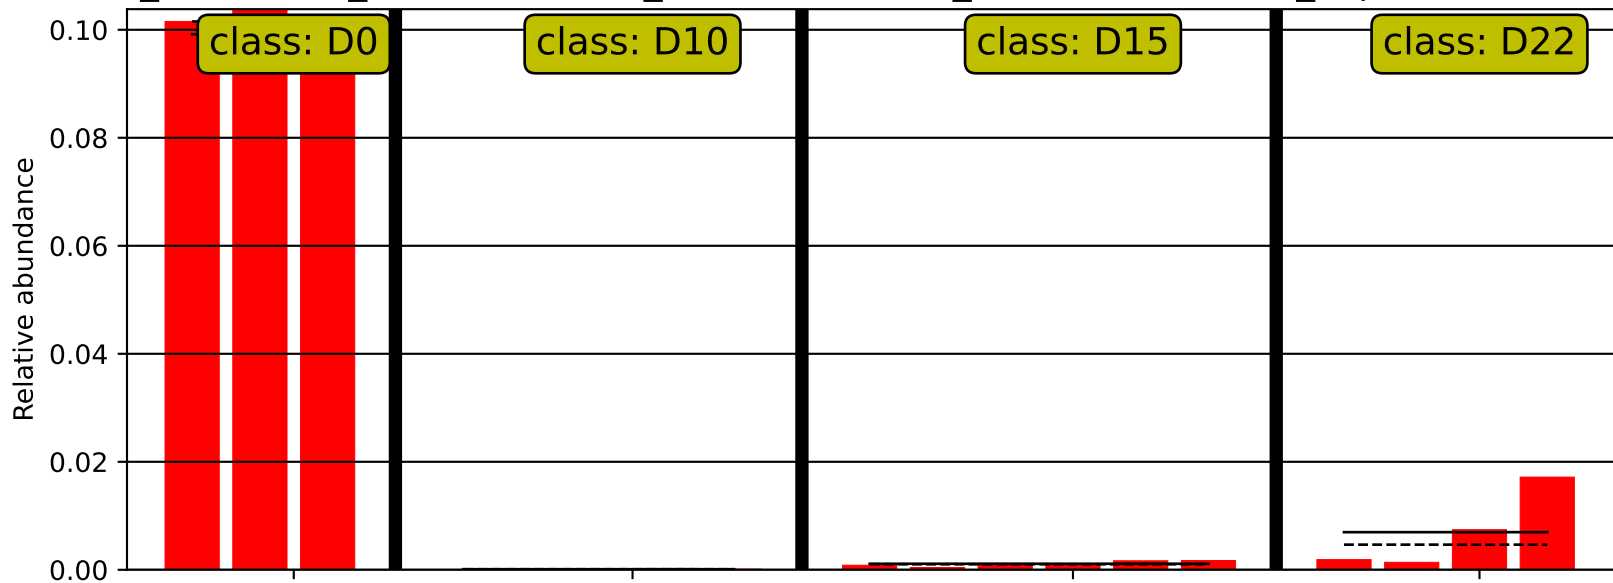 class: D0
class: D10
class: D15
class: D22
0.10
0.08
0.06
0.04
0.02
0.00
Relative abundance